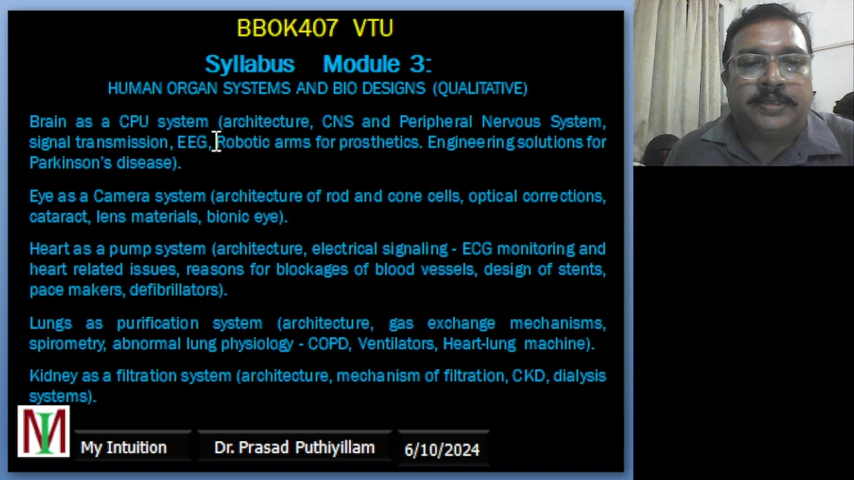 BBOK407 VTU
Syllabus Module 3:
HUMAN ORGAN SYSTEMS AND BIO DESIGNS (QUALITATIVE)
Brain as a CPU system (architecture, CNS and Peripheral Nervous System,
signal transmission, EEG, Robotic arms for prosthetics. Engineering solutions for
Parkinson's disease).
Eye as a Camera system (architecture of rod and cone cells, optical corrections,
cataract, lens materials, bionic eye).
Heart as a pump system (architecture, electrical signaling - ECG monitoring and
heart related issues, reasons for blockages of blood vessels, design of stents,
pace makers, defibrillators).
Lungs as purification system (architecture, gas exchange mechanisms,
spirometry, abnormal lung physiology - COPD, Ventilators, Heart-lung machine).
Kidney as a filtration system (architecture, mechanism of filtration, CKD, dialysis
systems).
MI
My Intuition
Dr. Prasad Puthiyillam
6/10/2024